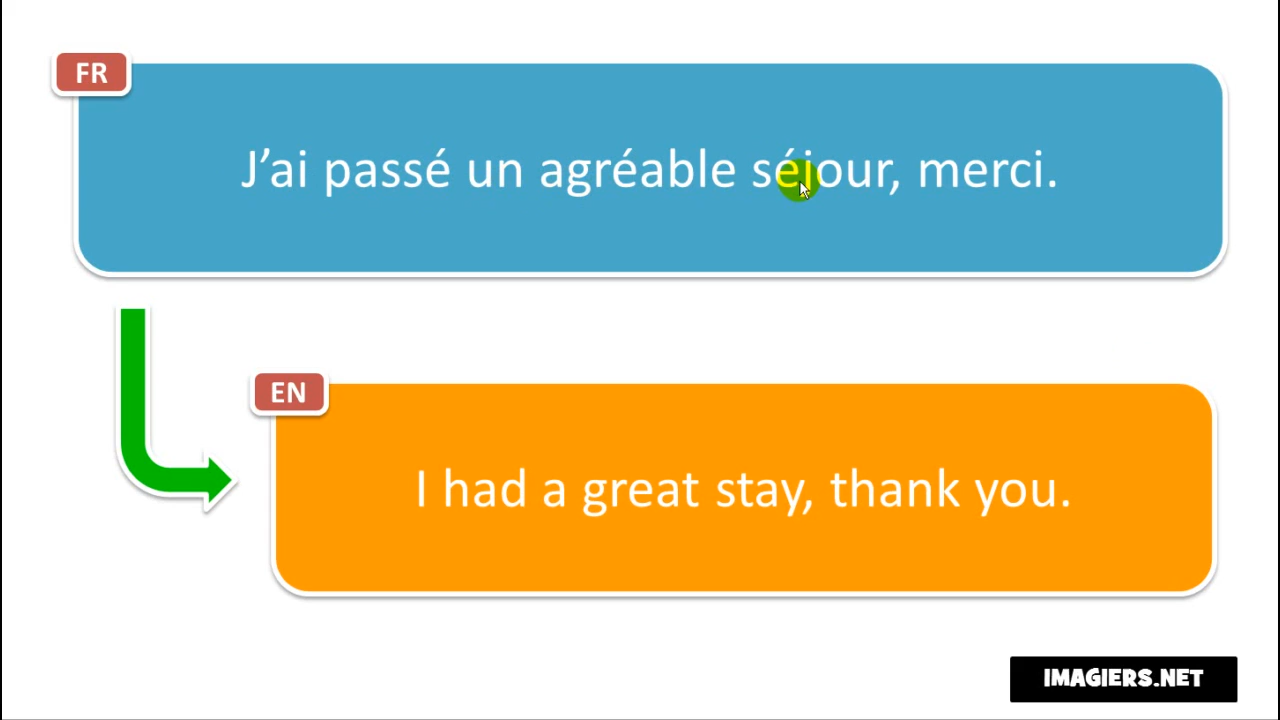 FR
J’ai passé un agréable séjour, merci.
EN
I had a great stay, thank you.
IMAGIERS.NET